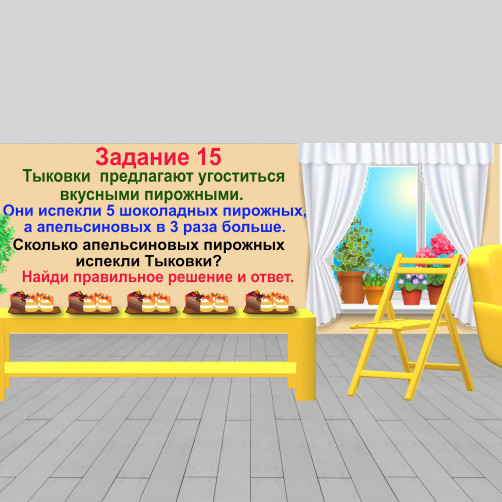 Задание 15
Тыковки предлагают угоститься
вкусными пирожными.
Они испекли 5 шоколадных пирожных,
а апельсиновых в 3 раза больше.
Сколько апельсиновых пирожных
испекли Тыковки?
Найди правильное решение и ответ.